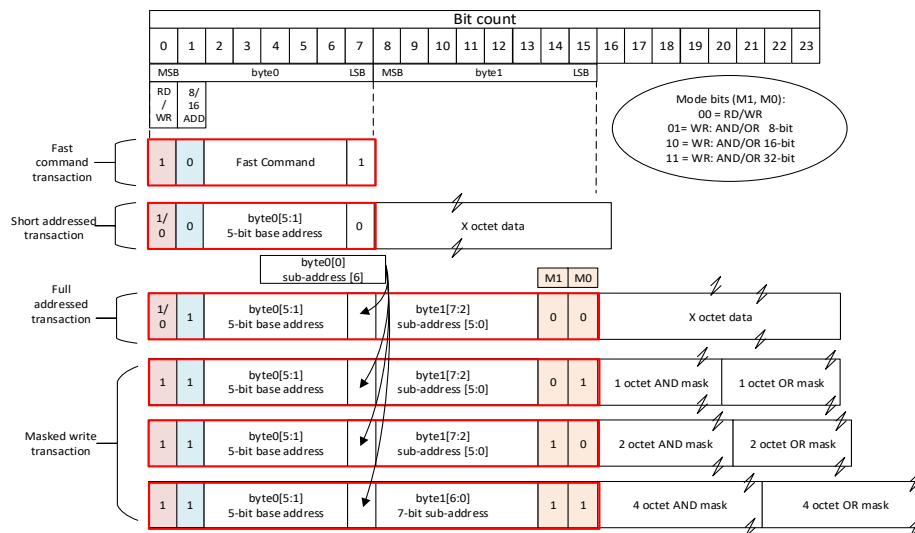 Bit count
0 1 2 3 4 5 6 7 8 9 10 11 12 13 14 15 16 17 18 19 20 21 22 23
MSB byte0 LSB MSB byte1 LSB
RD
/
WR
8/
16
ADD
Mode bits (M1, M0):
00 = RD/WR
01= WR: AND/OR 8-bit
10 = WR: AND/OR 16-bit
11 = WR: AND/OR 32-bit
Fast
command
transaction
1 0 Fast Command 1
Short addressed
transaction
1/
0
0
byte0[5:1]
5-bit base address
0
X octet data
byte0[0]
sub-address [6]
M1 M0
Full
addressed
transaction
1/
0
1
byte0[5:1]
5-bit base address
byte1[7:2]
sub-address [5:0]
0 0
X octet data
Masked write
transaction
1 1
byte0[5:1]
5-bit base address
byte1[7:2]
sub-address [5:0]
0 1
1 octet AND mask 1 octet OR mask
1 1
byte0[5:1]
5-bit base address
byte1[7:2]
sub-address [5:0]
1 0
2 octet AND mask 2 octet OR mask
1 1
byte0[5:1]
5-bit base address
byte1[6:0]
7-bit sub-address
1 1
4 octet AND mask 4 octet OR mask